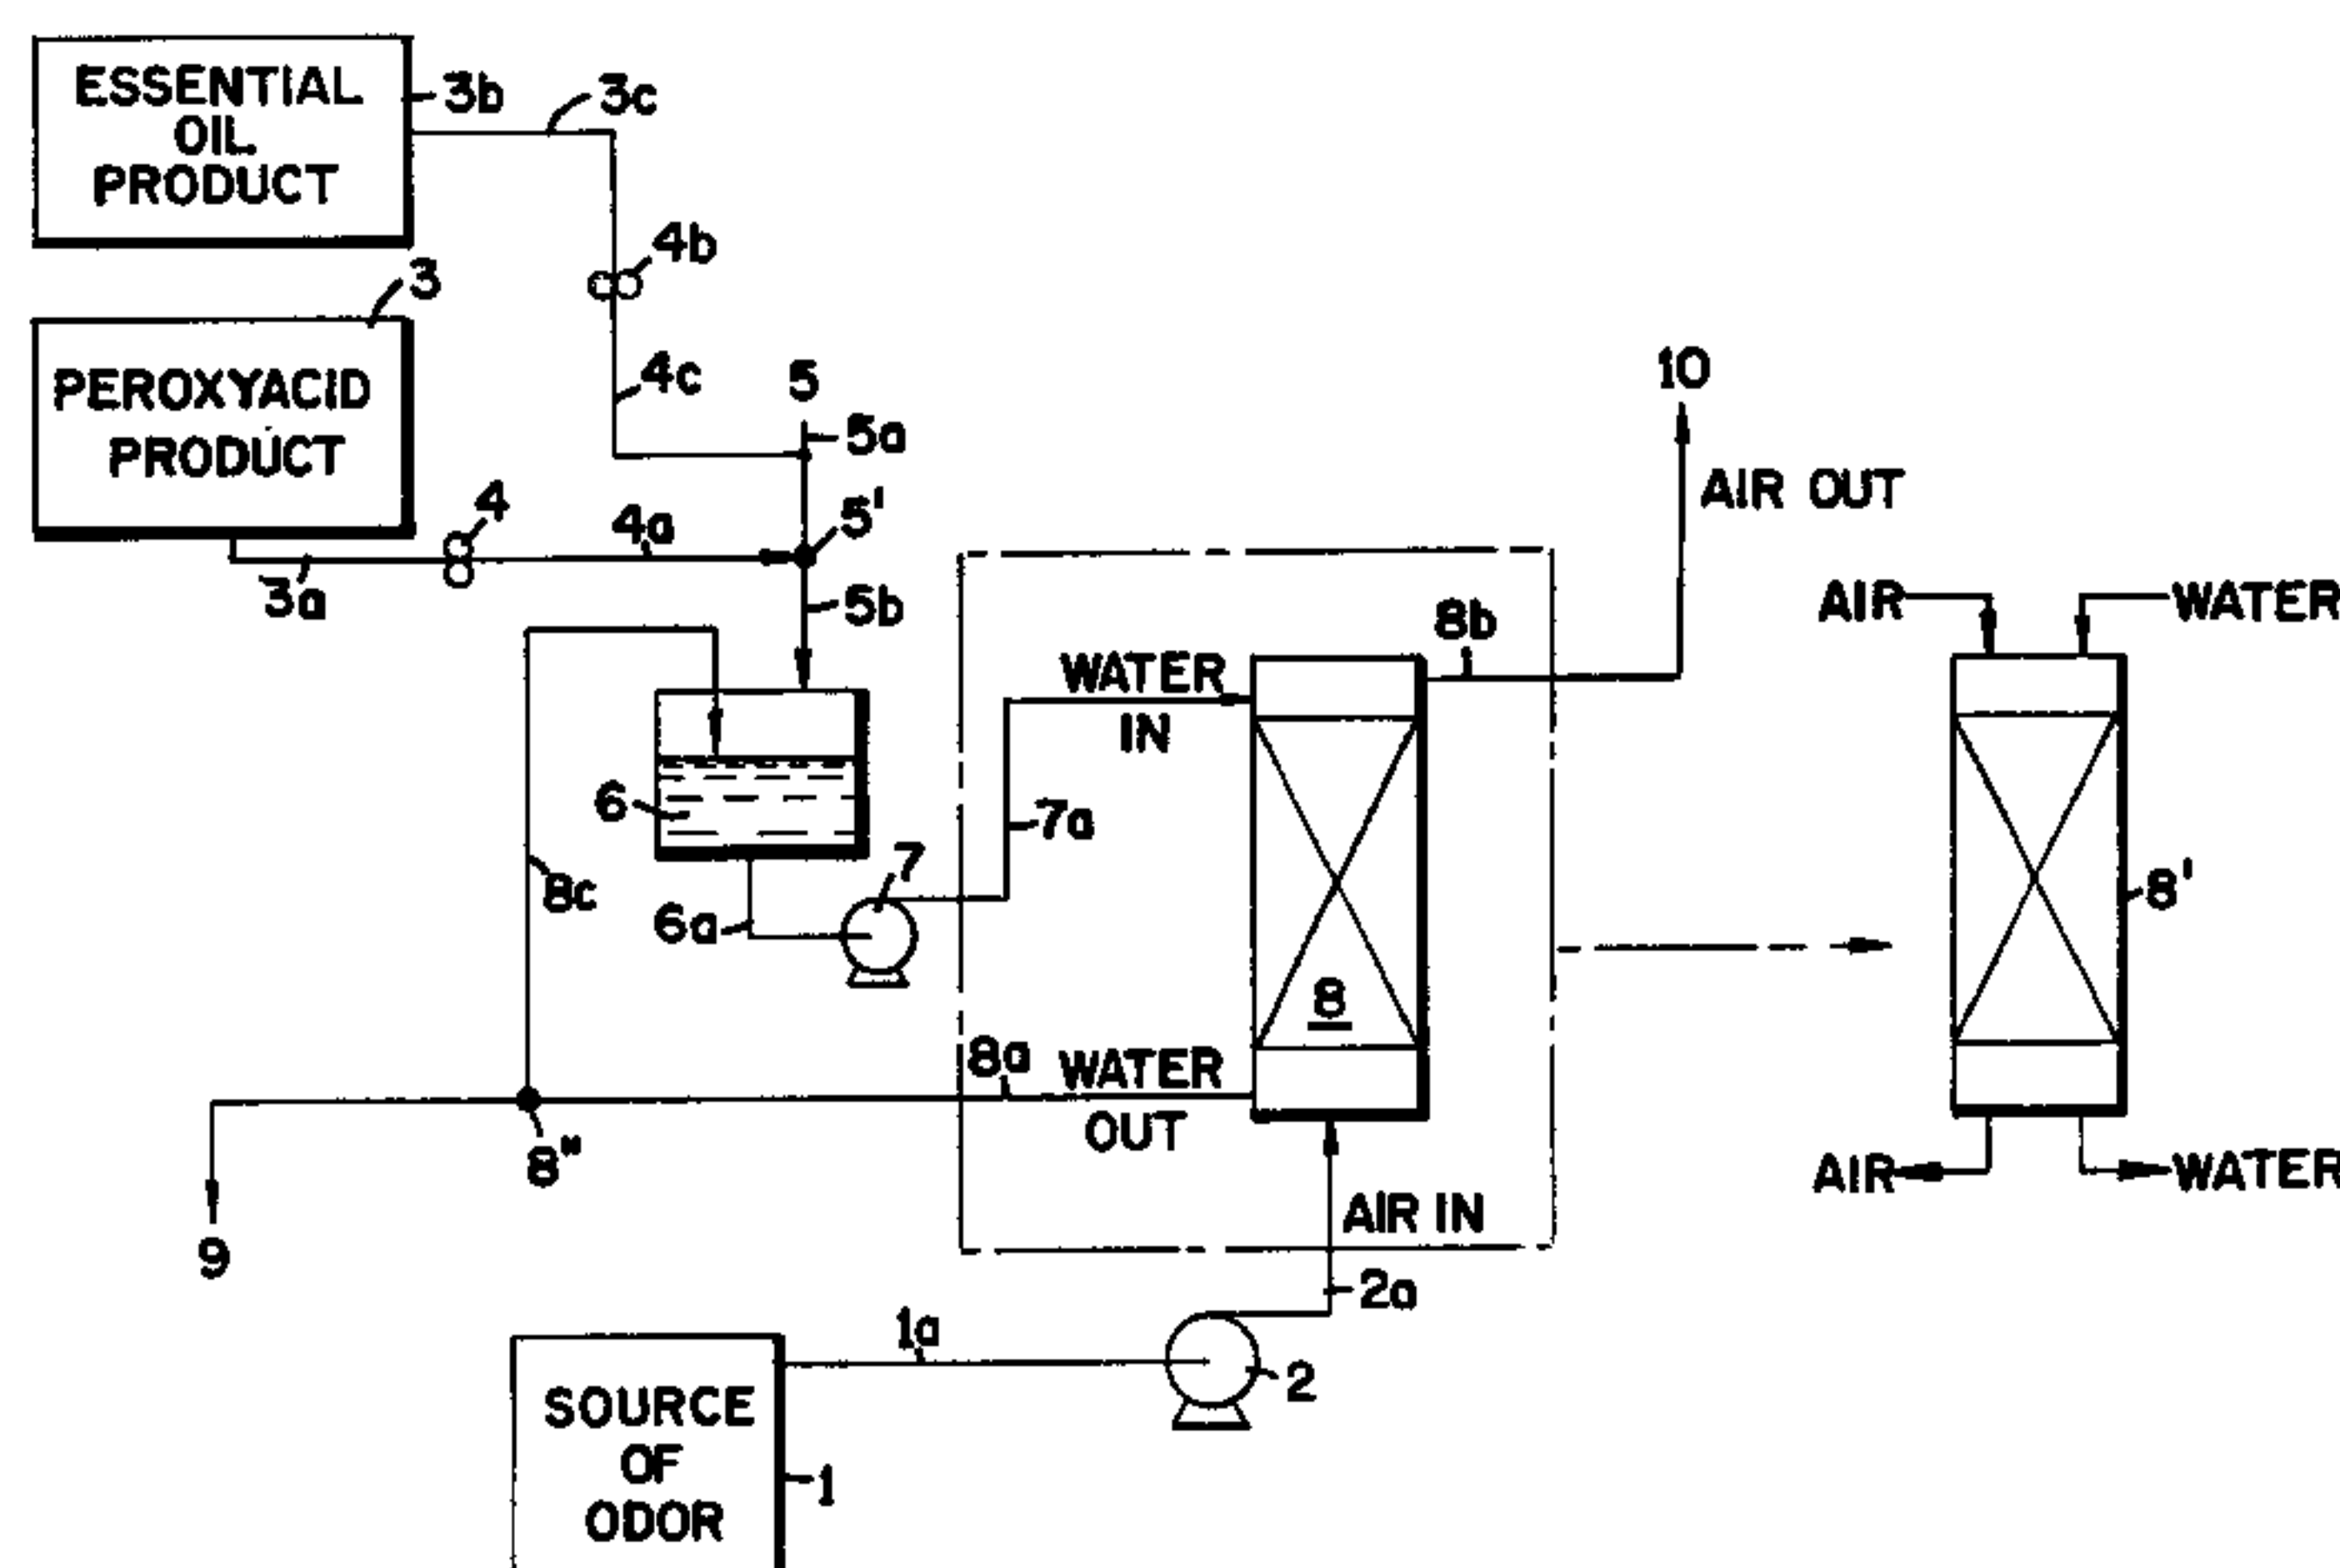 ESSENTIAL
OIL
PRODUCT
3b
3c
4b
3
PEROXYACID
PRODUCT
4c
5
5a
10
AIR OUT
4
4a
5'
3a
5b
AIR
WATER
8b
WATER
IN
6
7a
7
8c
6a
8'
8
8a
WATER
OUT
8"
AIR
WATER
AIR IN
9
2a
1a
2
SOURCE
OF
ODOR
1